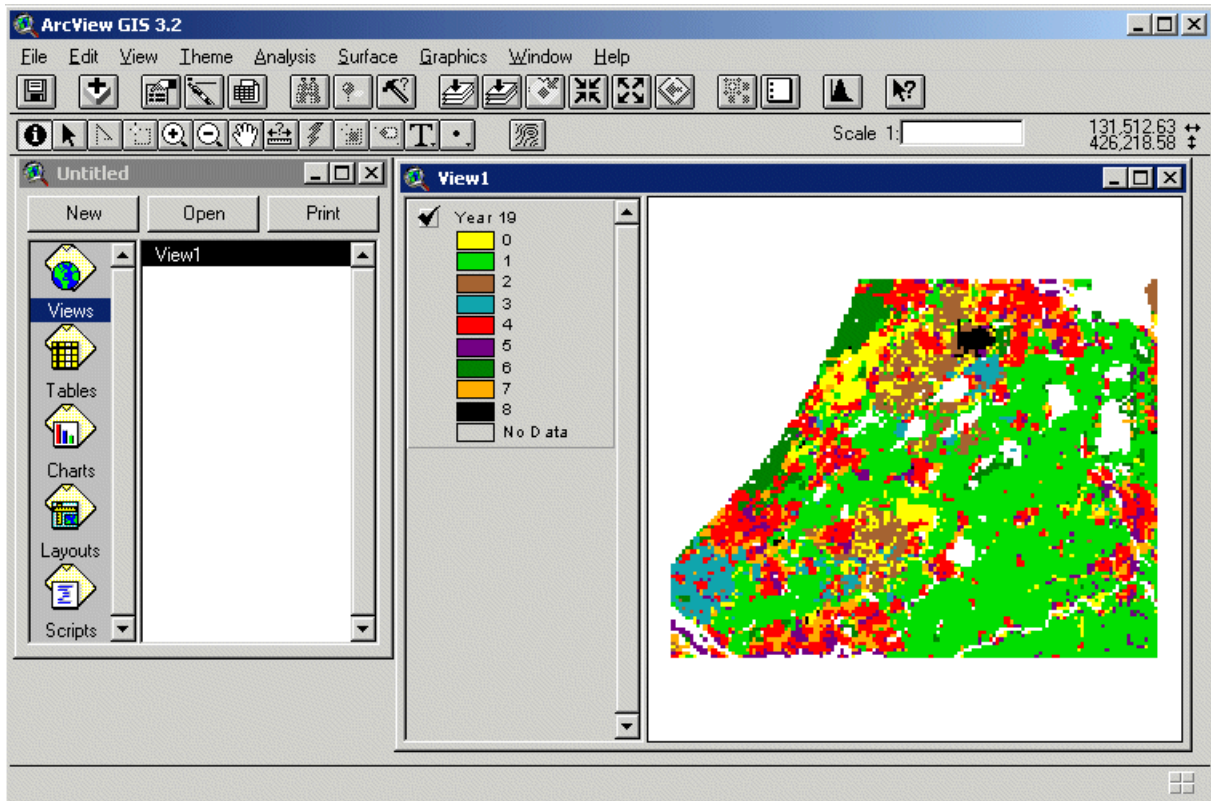 ArcView GIS 3.2
File Edit View Theme Analysis Surface Graphics Window Help
Scale 1:
131,512.63
426,218.58
Untitled
New Open Print
Views
Tables
Charts
Layouts
Scripts
View1
View1
Year 19
0
1
2
3
4
5
6
7
8
No Data